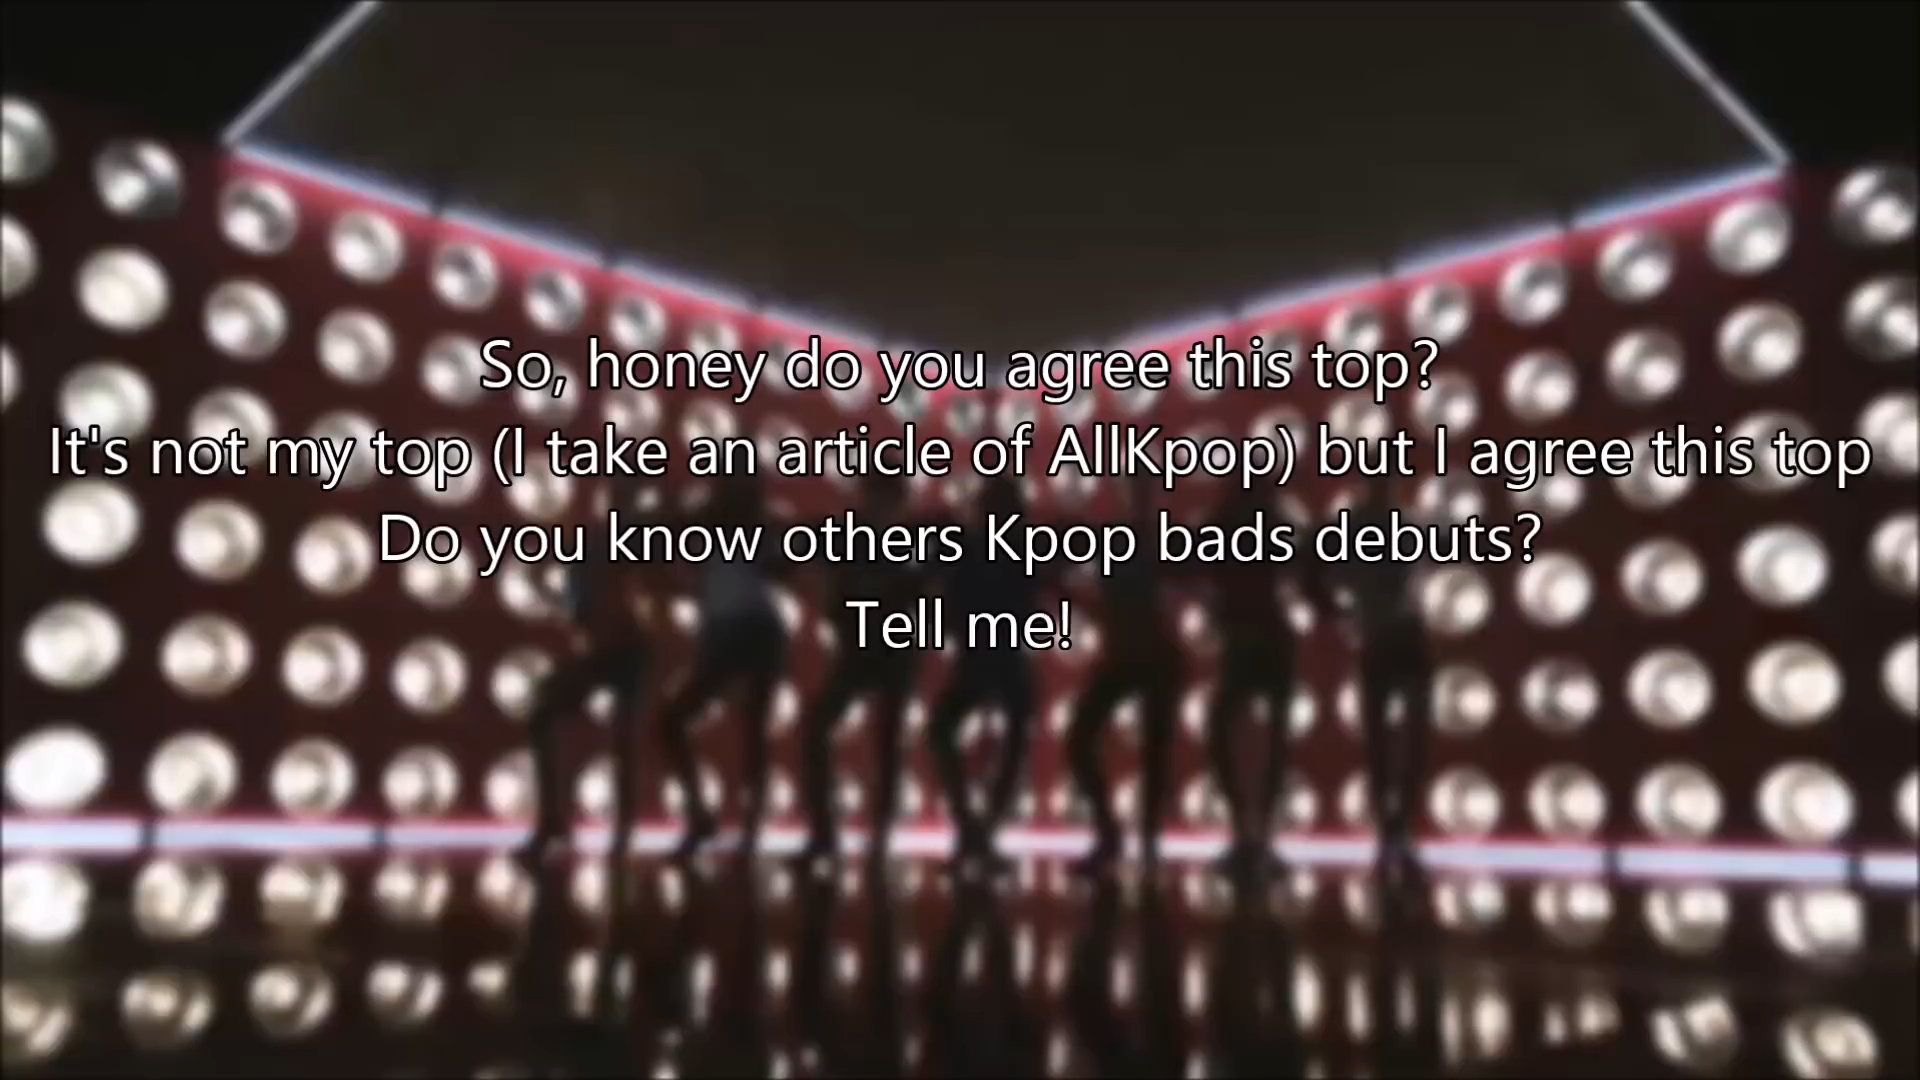 So, honey do you agree this top?
It's not my top (I take an article of AllKpop) but I agree this top
Do you know others Kpop bads debuts?
Tell me!